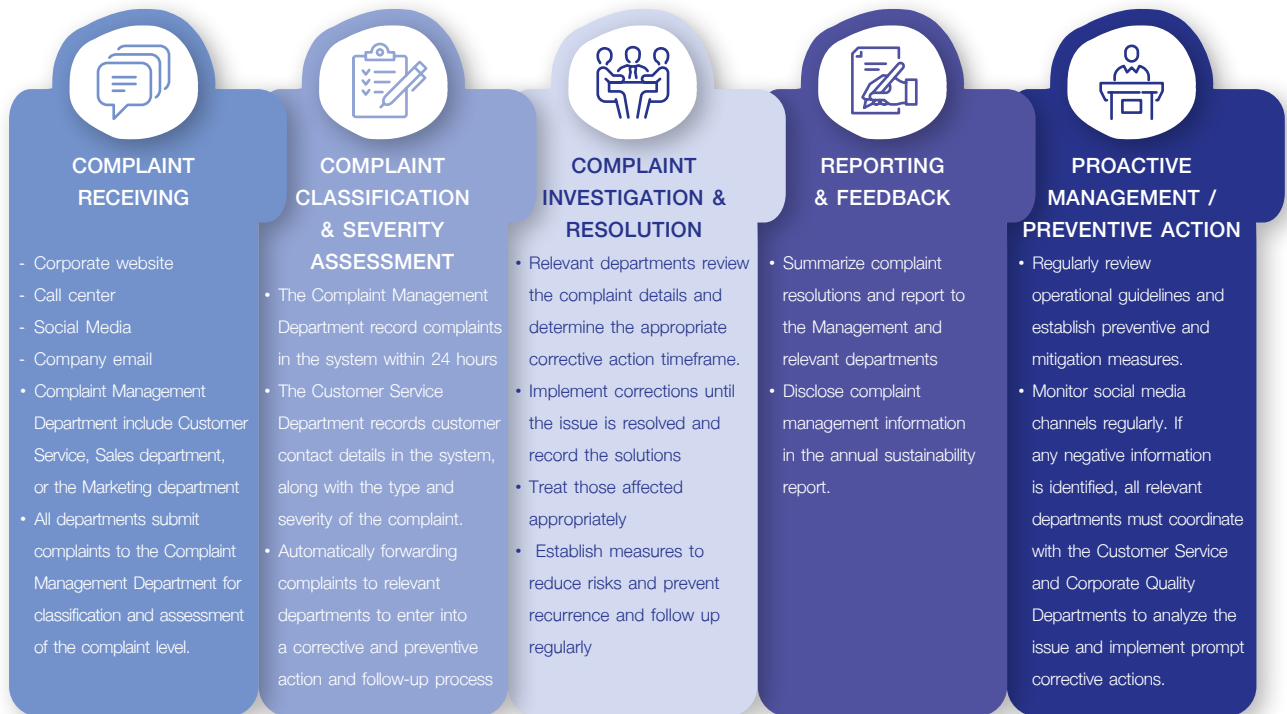 COMPLAINT
RECEIVING
- Corporate website
- Call center
- Social Media
- Company email
• Complaint Management
Department include Customer
Service, Sales department,
or the Marketing department
• All departments submit
complaints to the Complaint
Management Department for
classification and assessment
of the complaint level.
COMPLAINT
CLASSIFICATION
& SEVERITY
ASSESSMENT
• The Complaint Management
Department record complaints
in the system within 24 hours
• The Customer Service
Department records customer
contact details in the system,
along with the type and
severity of the complaint.
• Automatically forwarding
complaints to relevant
departments to enter into
a corrective and preventive
action and follow-up process
COMPLAINT
INVESTIGATION &
RESOLUTION
• Relevant departments review
the complaint details and
determine the appropriate
corrective action timeframe.
• Implement corrections until
the issue is resolved and
record the solutions
• Treat those affected
appropriately
• Establish measures to
reduce risks and prevent
recurrence and follow up
regularly
REPORTING
& FEEDBACK
• Summarize complaint
resolutions and report to
the Management and
relevant departments
• Disclose complaint
management information
in the annual sustainability
report.
PROACTIVE
MANAGEMENT /
PREVENTIVE ACTION
• Regularly review
operational guidelines and
establish preventive and
mitigation measures.
• Monitor social media
channels regularly. If
any negative information
is identified, all relevant
departments must coordinate
with the Customer Service
and Corporate Quality
Departments to analyze the
issue and implement prompt
corrective actions.